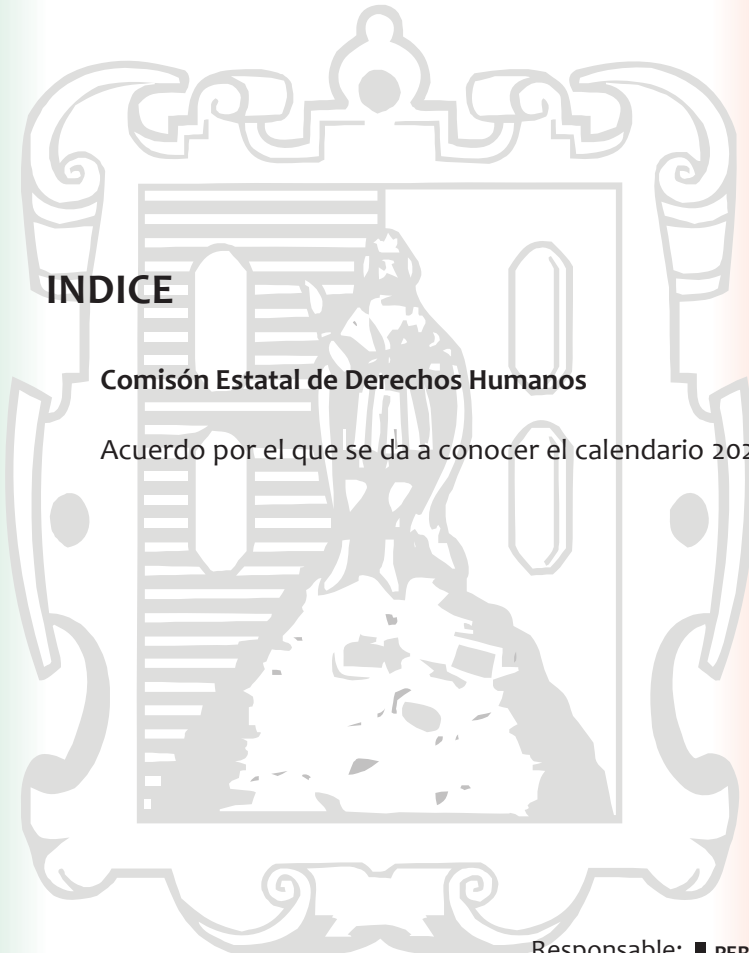 INDICE
Comisón Estatal de Derechos Humanos
Acuerdo por el que se da a conocer el calendario
Responsable: